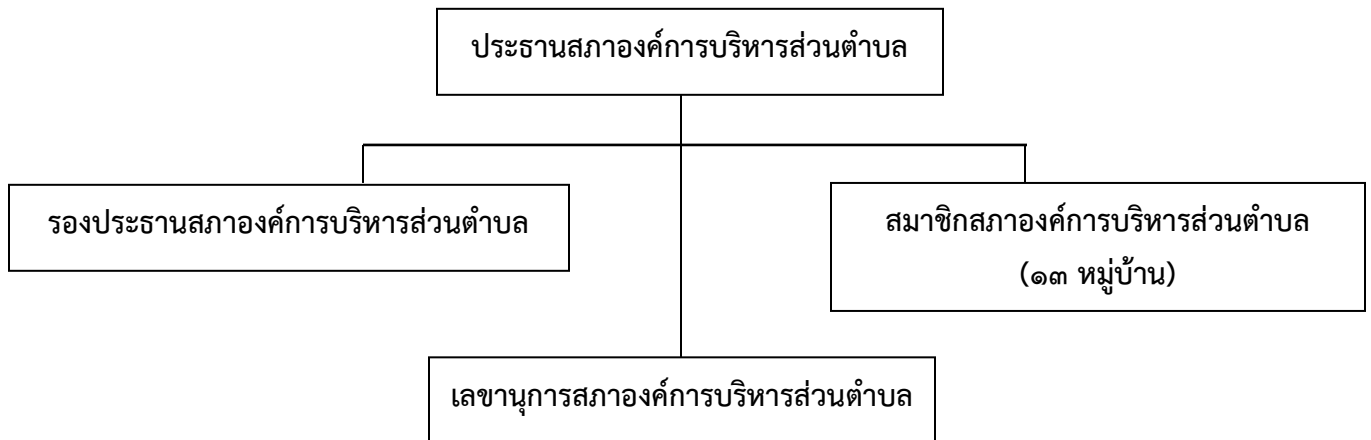 ประธานสภาองค์การบริหารส่วนตำบล
รองประธานสภาองค์การบริหารส่วนตำบล
สมาชิกสภาองค์การบริหารส่วนตำบล
(๑๓ หมู่บ้าน)
เลขานุการสภาองค์การบริหารส่วนตำบล